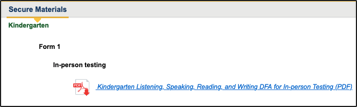 Secure Materials
Kindergarten
Form 1
In-person testing
Kindergarten Listening, Speaking, Reading, and Writing DFA for In-person Testing (PDF)